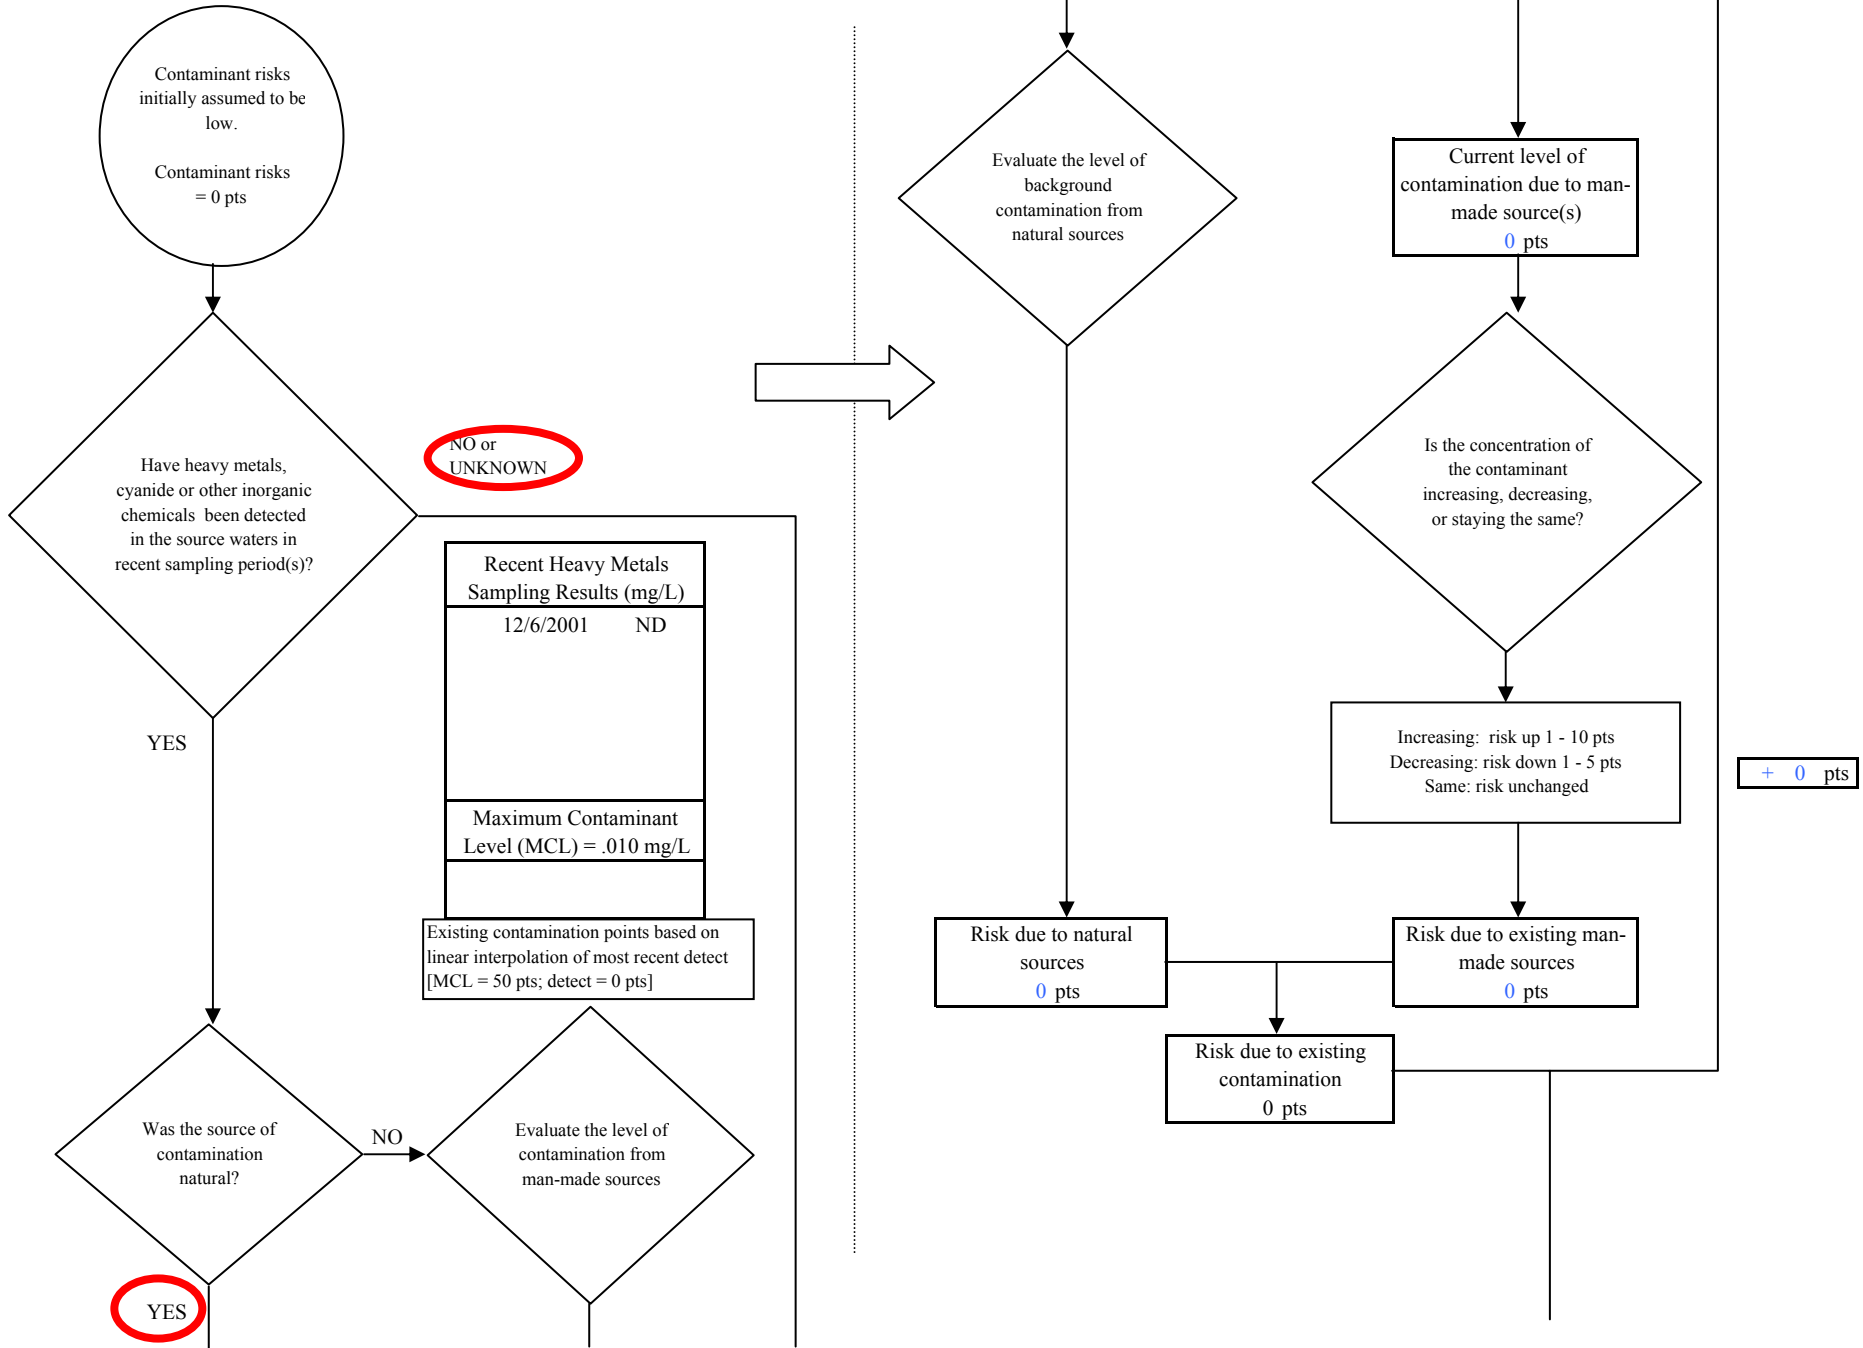 Contaminant risks
initially assumed to be
low.
Contaminant risks
= 0 pts
Have heavy metals,
cyanide or other inorganic
chemicals been detected
in the source waters in
recent sampling period(s)?
NO or
UNKNOWN
YES
Recent Heavy Metals
Sampling Results (mg/L)
12/6/2001 ND
Maximum Contaminant
Level (MCL) = .010 mg/L
Existing contamination points based on
linear interpolation of most recent detect
[MCL = 50 pts; detect = 0 pts]
Was the source of
contamination
natural?
NO
Evaluate the level of
contamination from
man-made sources
YES
Evaluate the level of
background
contamination from
natural sources
Current level of
contamination due to man-
made source(s)
0 pts
Is the concentration of
the contaminant
increasing, decreasing,
or staying the same?
Increasing: risk up 1 - 10 pts
Decreasing: risk down 1 - 5 pts
Same: risk unchanged
+ 0 pts
Risk due to natural
sources
0 pts
Risk due to existing man-
made sources
0 pts
Risk due to existing
contamination
0 pts